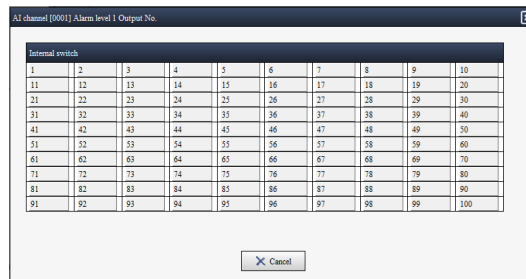 AI channel [0001] Alarm level 1 Output No.
Internal switch
1 2 3 4 5 6 7 8 9 10
11 12 13 14 15 16 17 18 19 20
21 22 23 24 25 26 27 28 29 30
31 32 33 34 35 36 37 38 39 40
41 42 43 44 45 46 47 48 49 50
51 52 53 54 55 56 57 58 59 60
61 62 63 64 65 66 67 68 69 70
71 72 73 74 75 76 77 78 79 80
81 82 83 84 85 86 87 88 89 90
91 92 93 94 95 96 97 98 99 100
Cancel